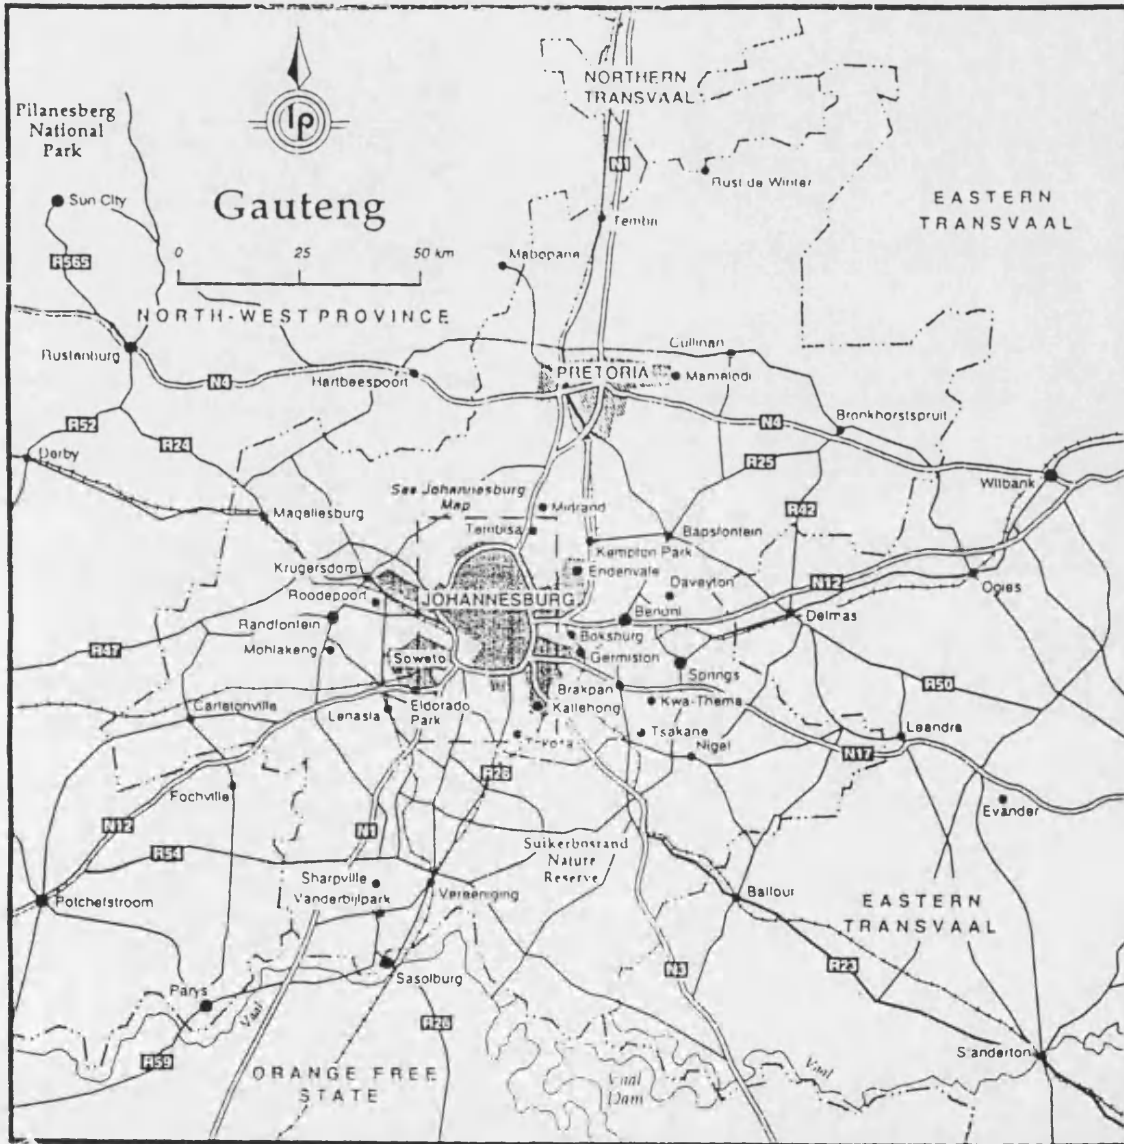 NORTHERN
TRANSVAAL
Pilanesberg
National
Park
lp
N1
Rust de Winter
Sun City
Gauteng
EASTERN
TRANSVAAL
Temba
0 25 50 km
R565
Mabopane
NORTH-WEST PROVINCE
Rustenburg
Cullinan
PRETORIA
Mamelodi
N4
Hartbeespoort
Bronkhorstspruit
N4
R52
R24
Derby
R25
Witbank
See Johannesburg
Map
Midrand
Magaliesburg
R42
Tembisa
Bapsfontein
Kempton Park
Krugersdorp
Endenvale
Daveyton
N12
Ogies
Roodepoort
JOHANNESBURG
Benoni
Delmas
Randfontein
Boksburg
Mohlakeng
R47
Soweto
Germiston
Springs
R50
Brakpan
Carletonville
Lenasia
Eldorado
Park
Katlehong
Kwa-Thema
Leandra
Tsakane
Nigel
N17
R26
Fochville
Evander
N12
N1
Suikerbosrand
Nature
Reserve
R54
Sharpville
Vanderbijlpark
Vereeniging
Balfour
Potchefstroom
EASTERN
TRANSVAAL
N3
R23
Sasolburg
Parys
Vaal
R26
Standerton
R59
ORANGE FREE
STATE
Vaal
Dam
Vaal